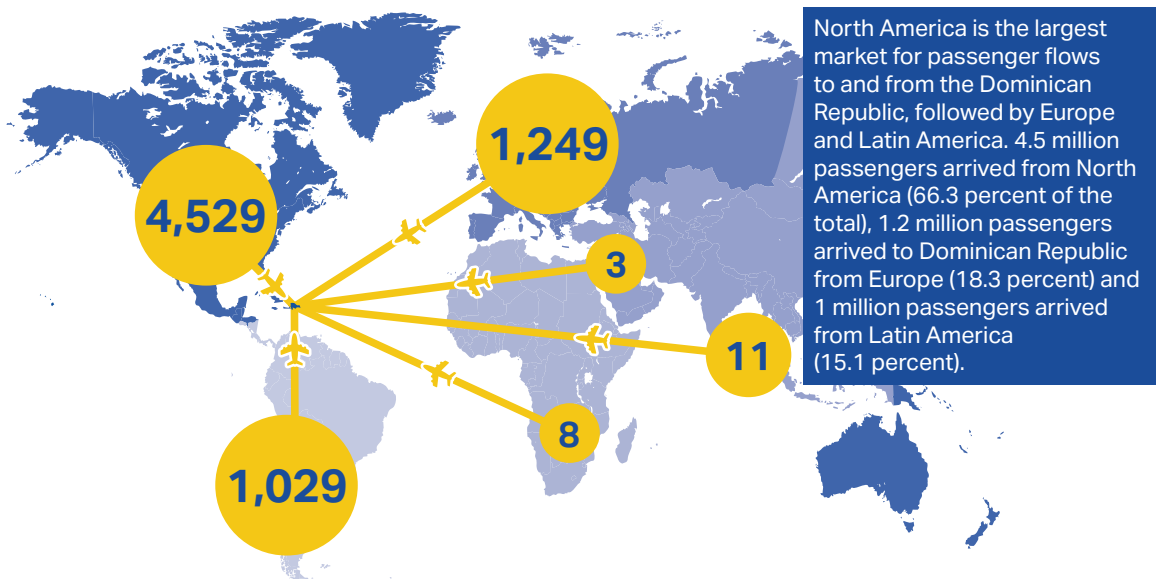 North America is the largest
market for passenger flows
to and from the Dominican
Republic, followed by Europe
and Latin America. 4.5 million
passengers arrived from North
America (66.3 percent of the
total), 1.2 million passengers
arrived to Dominican Republic
from Europe (18.3 percent) and
1 million passengers arrived
from Latin America
(15.1 percent).
1,249
4,529
3
11
8
1,029